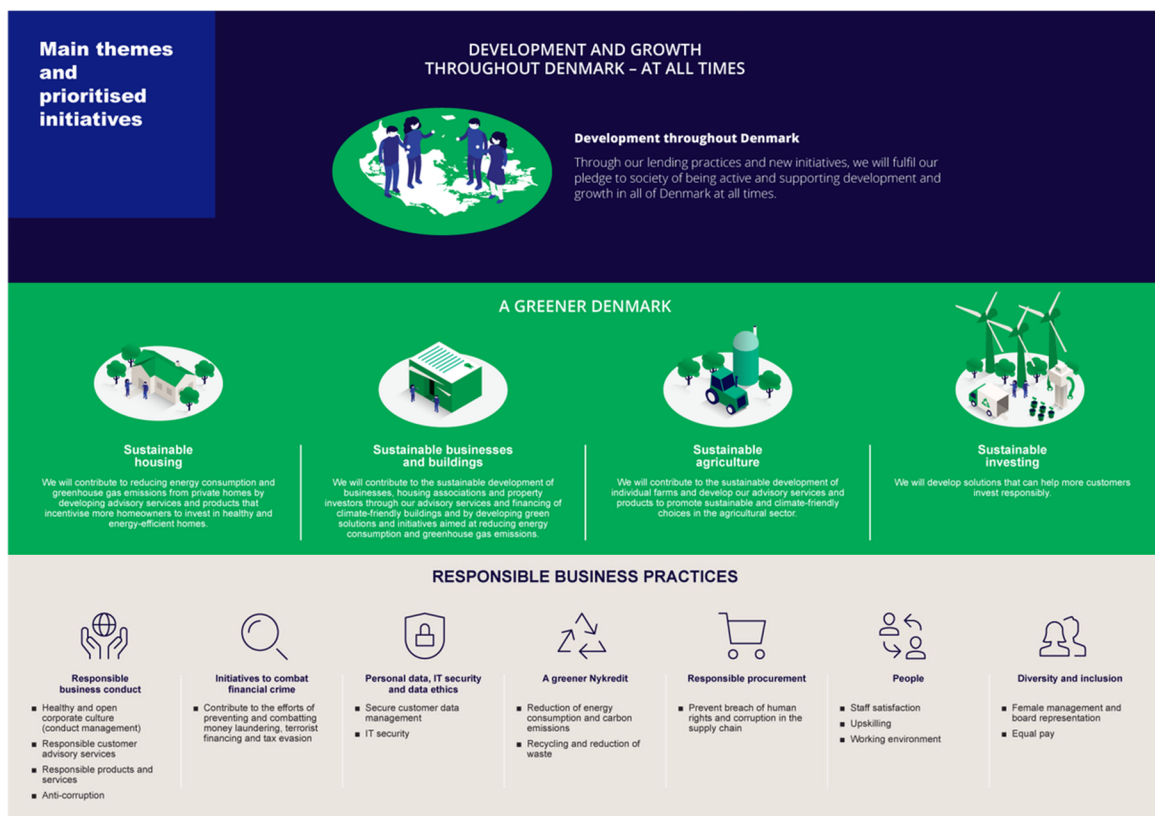 Main themes
and
prioritised
initiatives
DEVELOPMENT AND GROWTH
THROUGHOUT DENMARK – AT ALL TIMES
Development throughout Denmark
Through our lending practices and new initiatives, we will fulfil our
pledge to society of being active and supporting development and
growth in all of Denmark at all times.
A GREENER DENMARK
Sustainable
housing
We will contribute to reducing energy consumption and
greenhouse gas emissions from private homes by
developing advisory services and products that
incentivise more homeowners to invest in healthy and
energy-efficient homes.
Sustainable businesses
and buildings
We will contribute to the sustainable development of
businesses, housing associations and property
investors through our advisory services and financing of
climate-friendly buildings and by developing green
solutions and initiatives aimed at reducing energy
consumption and greenhouse gas emissions.
Sustainable
agriculture
We will contribute to the sustainable development of
individual farms and develop our advisory services and
products to promote sustainable and climate-friendly
choices in the agricultural sector.
Sustainable
investing
We will develop solutions that can help more customers
invest responsibly.
RESPONSIBLE BUSINESS PRACTICES
Responsible
business conduct
■ Healthy and open
corporate culture
(conduct management)
■ Responsible customer
advisory services
■ Responsible products and
services
■ Anti-corruption
Initiatives to combat
financial crime
■ Contribute to the efforts of
preventing and combatting
money laundering, terrorist
financing and tax evasion
Personal data, IT security
and data ethics
■ Secure customer data
management
■ IT security
A greener Nykredit
■ Reduction of energy
consumption and carbon
emissions
■ Recycling and reduction of
waste
Responsible procurement
■ Prevent breach of human
rights and corruption in the
supply chain
People
■ Staff satisfaction
■ Upskilling
■ Working environment
Diversity and inclusion
■ Female management and
board representation
■ Equal pay